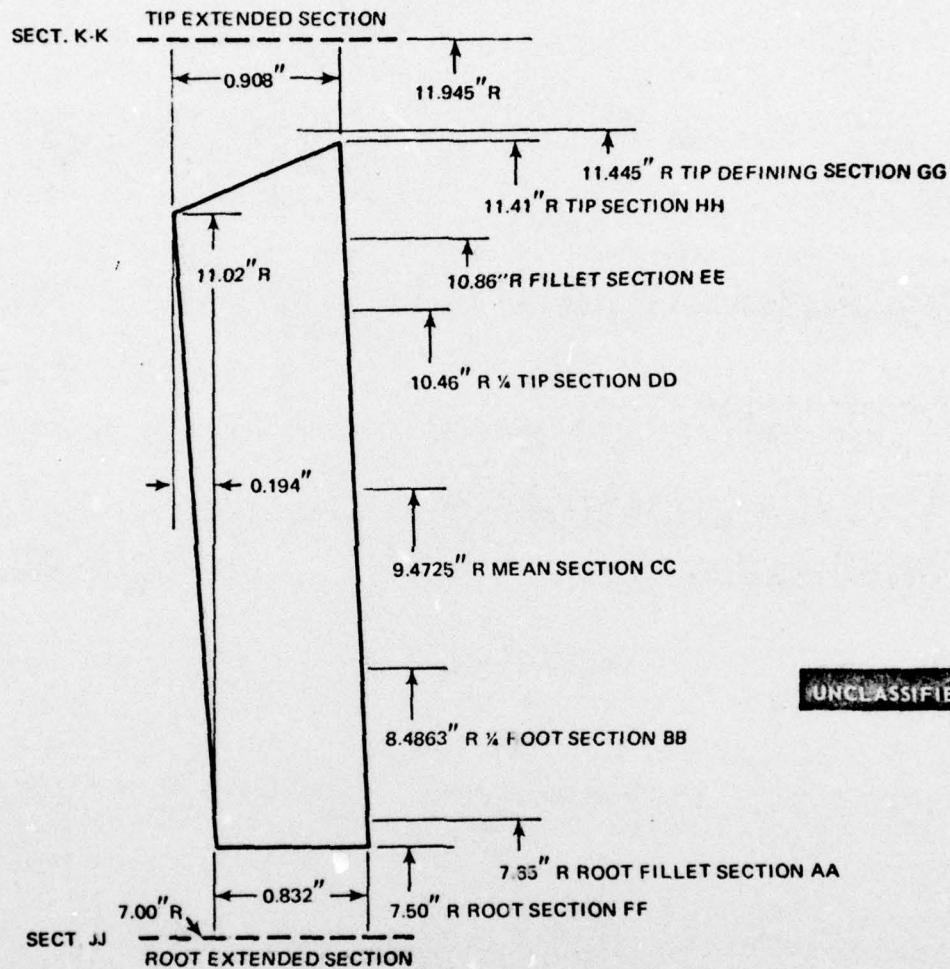 TIP EXTENDED SECTION
SECT. K-K
0.908"
11.945" R
11.445" R TIP DEFINING SECTION GG
11.41" R TIP SECTION HH
11.02" R
10.86" R FILLET SECTION EE
10.46" R ¼ TIP SECTION DD
0.194"
9.4725" R MEAN SECTION CC
UNCLASSIFIE
8.4863" R ¼ ROOT SECTION BB
R ROOT FILLET SECTION AA
0.832"
7.00" R
7.50" R ROOT SECTION FF
SECT. JJ
ROOT EXTENDED SECTION